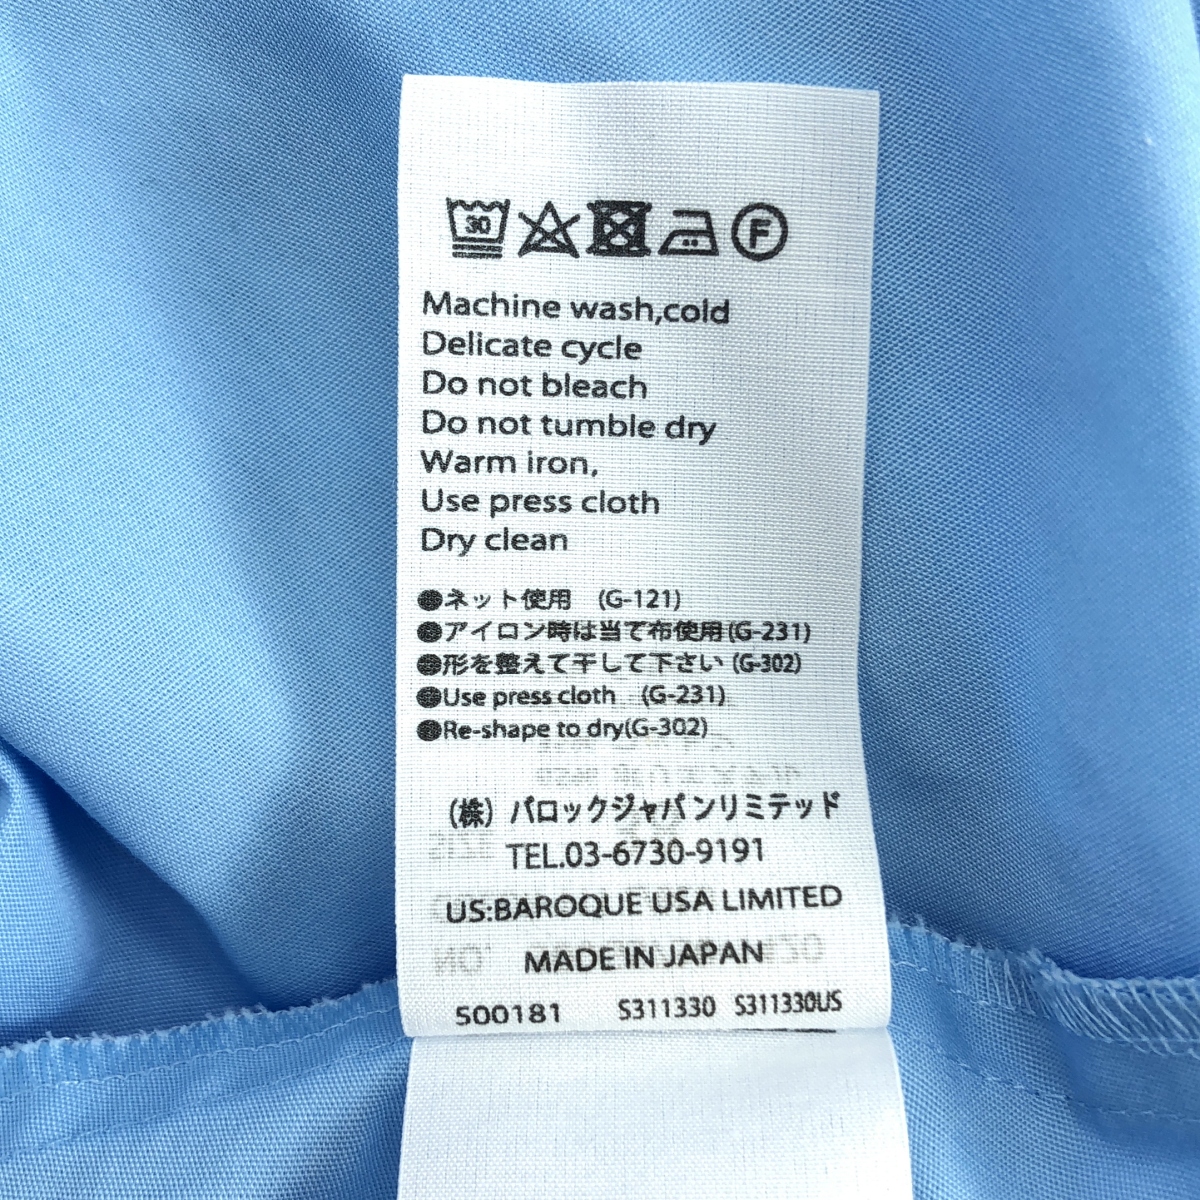 30 F
Machine wash,cold
Delicate cycle
Do not bleach
Do not tumble dry
Warm iron,
Use press cloth
Dry clean
●ネット使用 (G-121)
●アイロン時は当て布使用(G-231)
●形を整えて干して下さい (G-302)
●Use press cloth (G-231)
●Re-shape to dry(G-302)
(株) バロックジャパンリミテッド
TEL.03-6730-9191
US:BAROQUE USA LIMITED
MADE IN JAPAN
S00181 S311330 S311330US